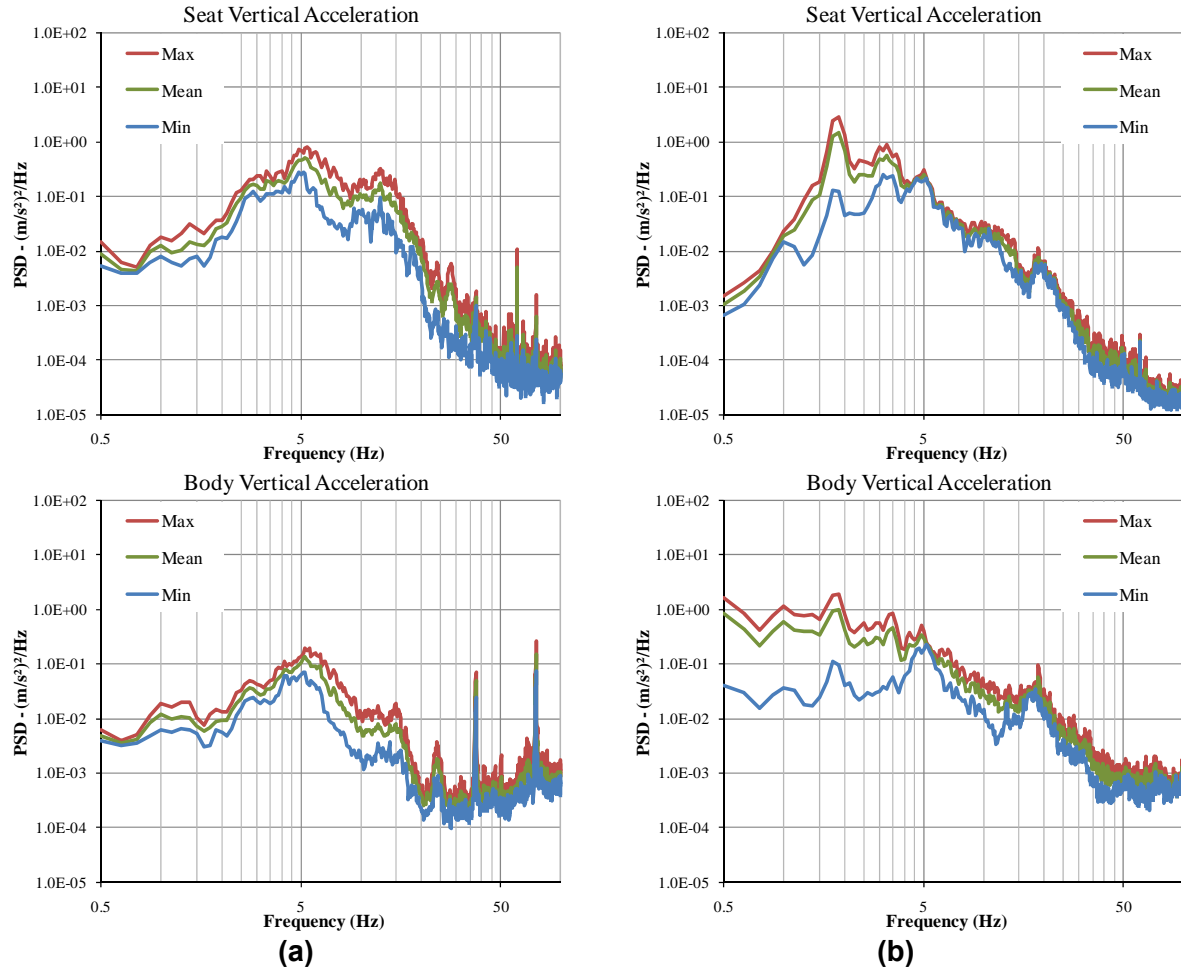 Seat Vertical Acceleration
1.0E+02
1.0E+01
1.0E+00
1.0E-01
1.0E-02
1.0E-03
1.0E-04
1.0E-05
PSD - (m/s²)²/Hz
Max
Mean
Min
0.5
5
50
Frequency (Hz)
Seat Vertical Acceleration
1.0E+02
1.0E+01
1.0E+00
1.0E-01
1.0E-02
1.0E-03
1.0E-04
1.0E-05
PSD - (m/s²)²/Hz
Max
Mean
Min
0.5
5
50
Frequency (Hz)
Body Vertical Acceleration
1.0E+02
1.0E+01
1.0E+00
1.0E-01
1.0E-02
1.0E-03
1.0E-04
1.0E-05
PSD - (m/s²)²/Hz
Max
Mean
Min
0.5
5
50
Frequency (Hz)
(a)
Body Vertical Acceleration
1.0E+02
1.0E+01
1.0E+00
1.0E-01
1.0E-02
1.0E-03
1.0E-04
1.0E-05
PSD - (m/s²)²/Hz
Max
Mean
Min
0.5
5
50
Frequency (Hz)
(b)